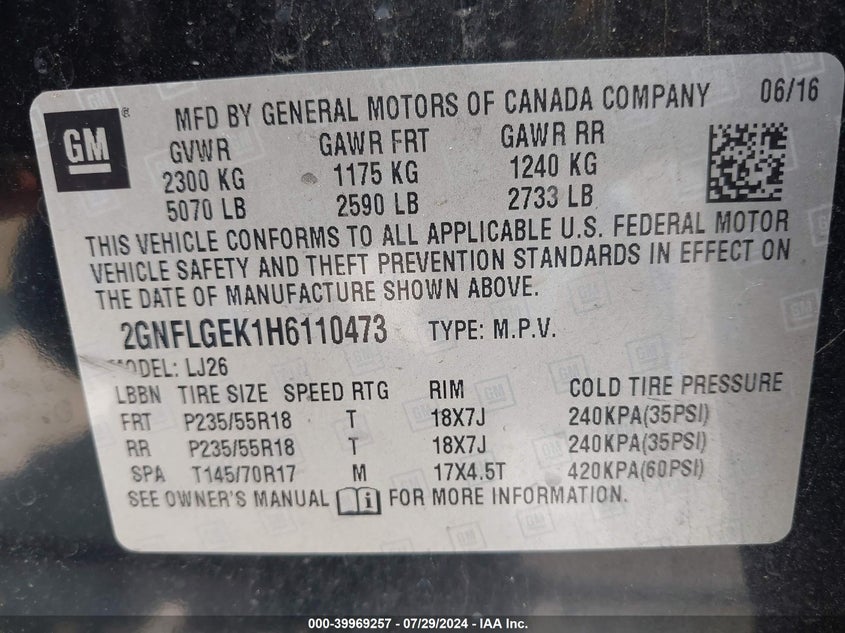 GM
®
MFD BY GENERAL MOTORS OF CANADA COMPANY 06/16
GVWR GAWR FRT GAWR RR
2300 KG 1175 KG 1240 KG
5070 LB 2590 LB 2733 LB
THIS VEHICLE CONFORMS TO ALL APPLICABLE U.S. FEDERAL MOTOR
VEHICLE SAFETY AND THEFT PREVENTION STANDARDS IN EFFECT ON
THE DATE OF MANUFACTURE SHOWN ABOVE.
2GNFLGEK1H6110473 TYPE: M.P.V.
MODEL: LJ26
LBBN TIRE SIZE SPEED RTG RIM COLD TIRE PRESSURE
FRT P235/55R18 T 18X7J 240KPA(35PSI)
RR P235/55R18 T 18X7J 240KPA(35PSI)
SPA T145/70R17 M 17X4.5T 420KPA(60PSI)
SEE OWNER'S MANUAL i FOR MORE INFORMATION.
000-39969257 - 07/29/2024 - IAA Inc.